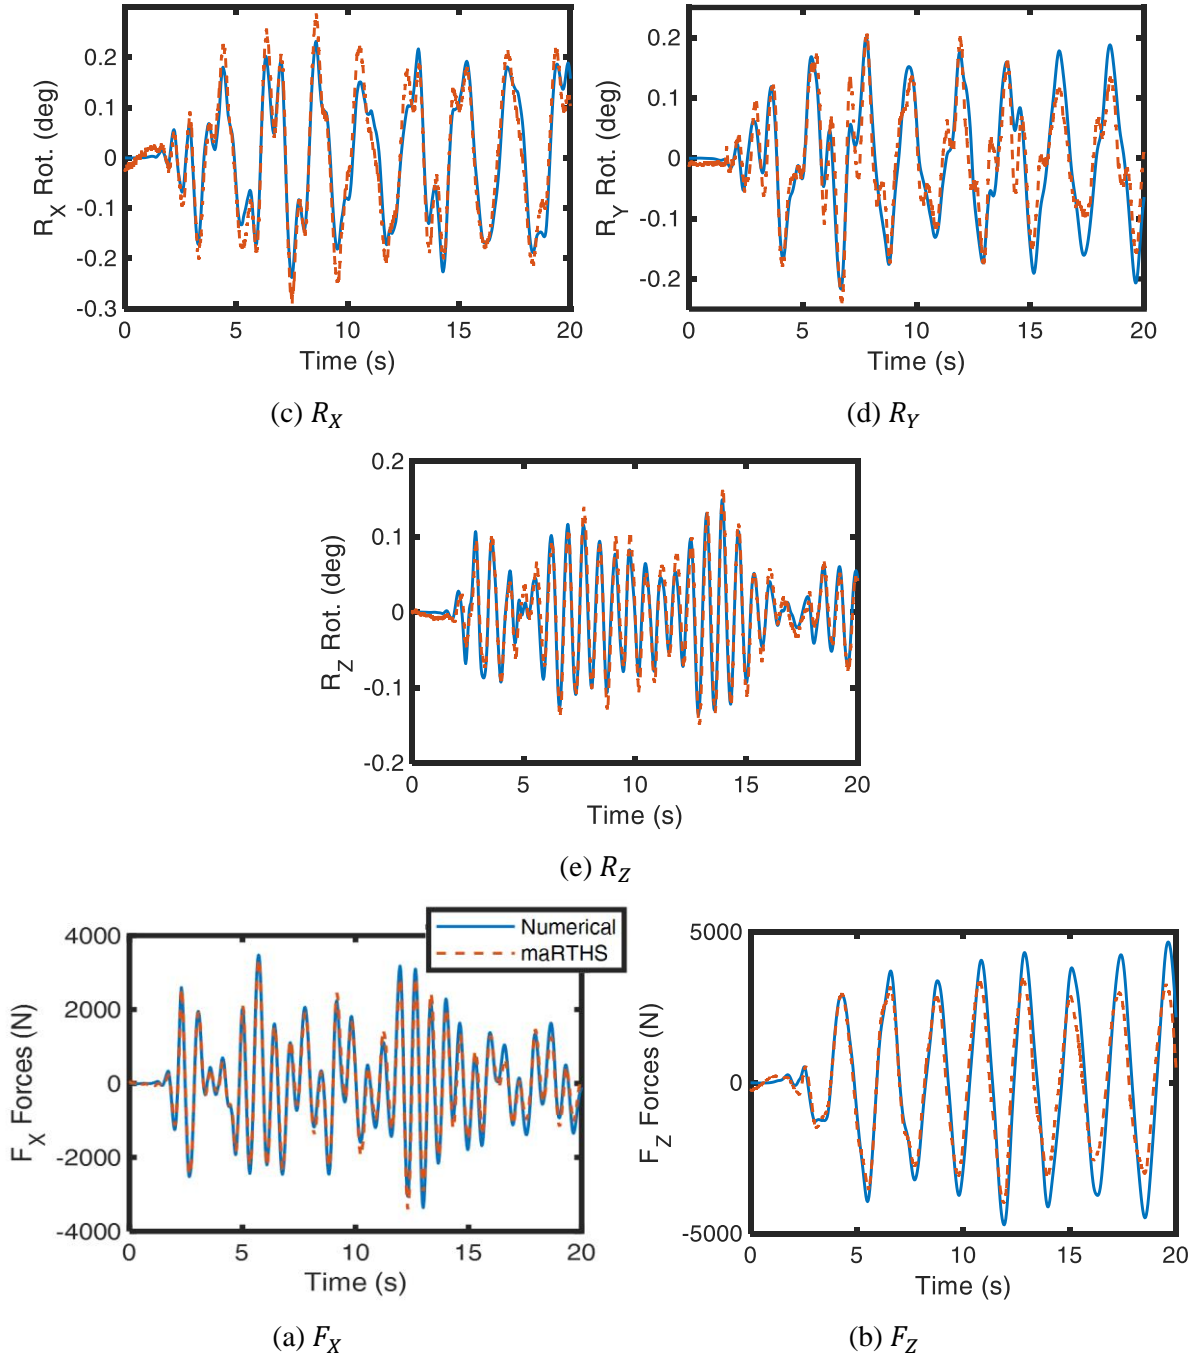 0.2
0.1
0
-0.1
-0.2
-0.3
R_X Rot. (deg)
0 5 10 15 20
Time (s)
(c) R_X
0.2
0.1
0
-0.1
-0.2
R_Y Rot. (deg)
0 5 10 15 20
Time (s)
(d) R_Y
0.2
0.1
0
-0.1
-0.2
R_Z Rot. (deg)
0 5 10 15 20
Time (s)
(e) R_Z
Numerical
maRTHS
4000
2000
0
-2000
-4000
F_X Forces (N)
0 5 10 15 20
Time (s)
(a) F_X
5000
0
-5000
F_Z Forces (N)
0 5 10 15 20
Time (s)
(b) F_Z